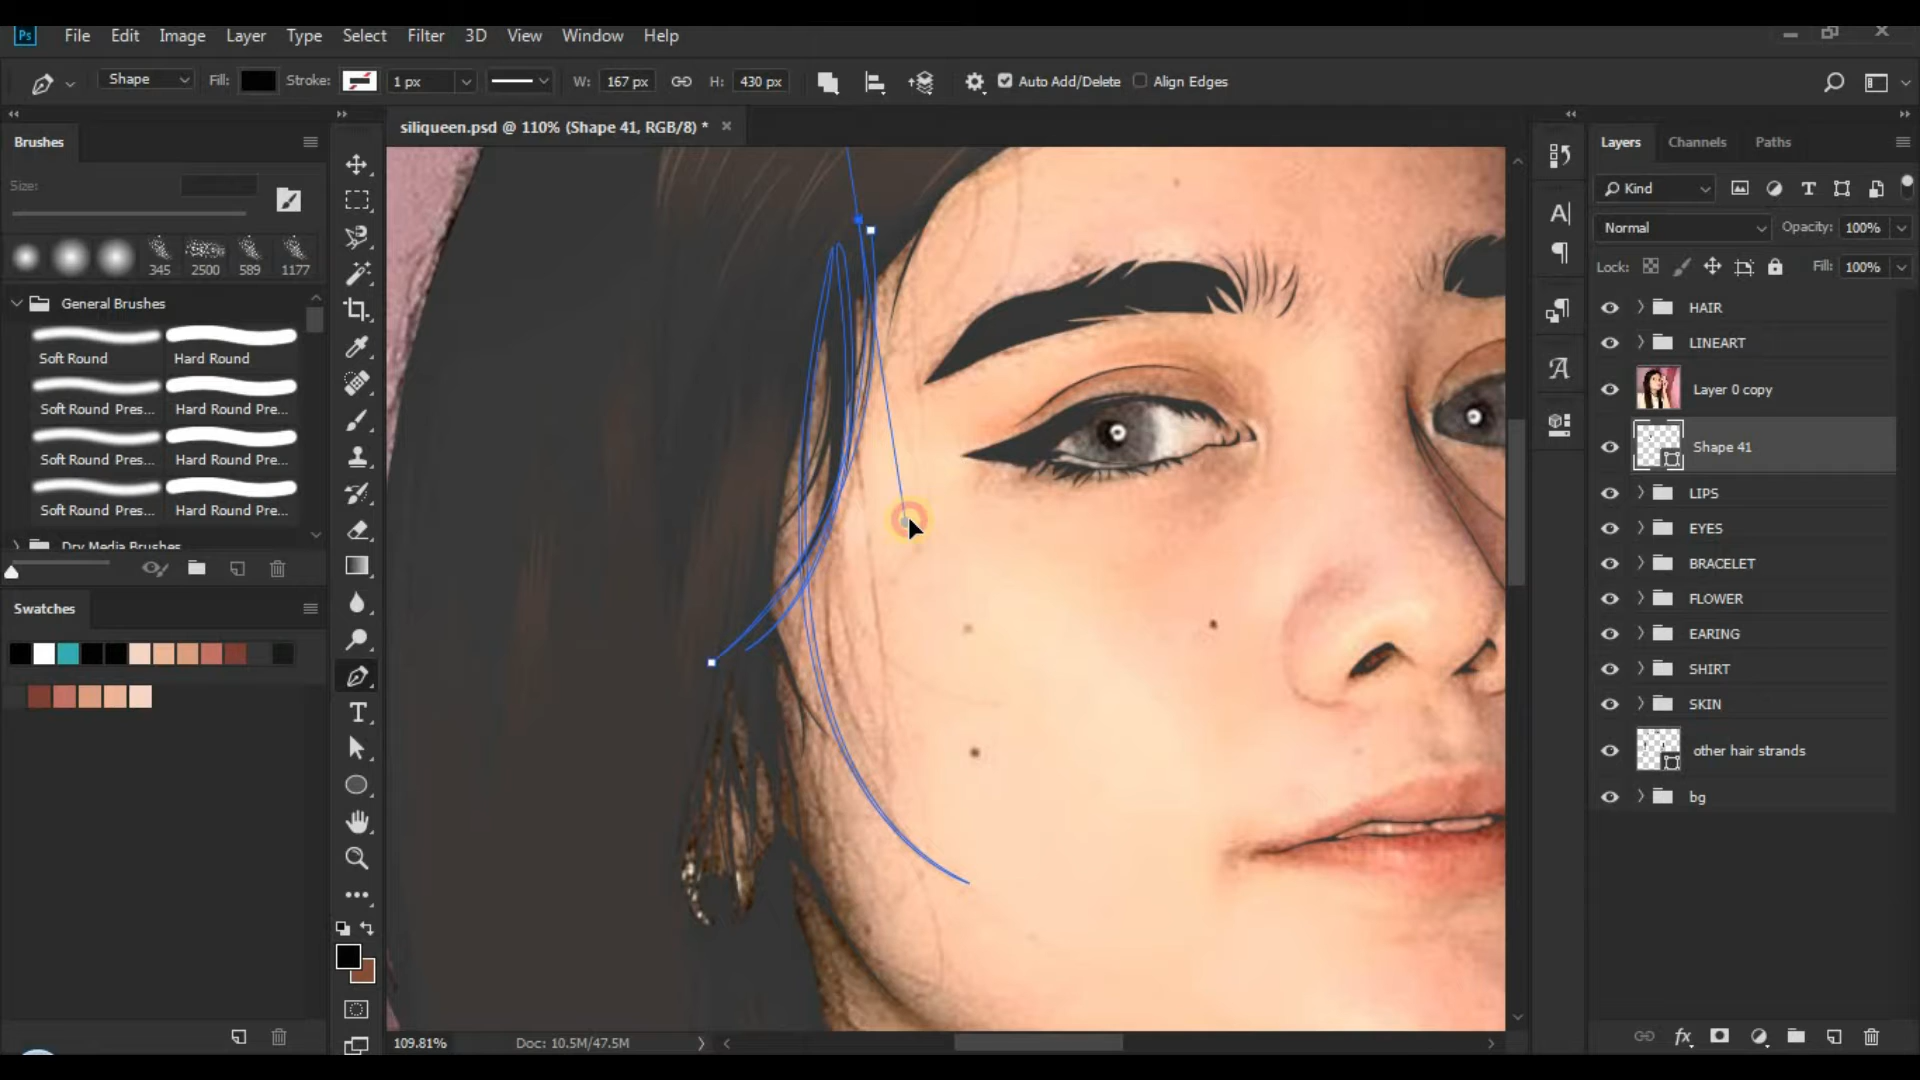 Ps File Edit Image Layer Type Select Filter 3D View Window Help
Shape Fill: Stroke: 1 px W: 167 px H: 430 px Auto Add/Delete Align Edges
siliqueen.psd @ 110% (Shape 41, RGB/8) * ×
Brushes
Size:
345 2500 589 1177
General Brushes
Soft Round Hard Round
Soft Round Pres... Hard Round Pre...
Soft Round Pres... Hard Round Pre...
Soft Round Pres... Hard Round Pre...
Dry Media Brushes
Swatches
109.81% Doc: 10.5M/47.5M
Layers Channels Paths
Kind
Normal Opacity: 100%
Lock: Fill: 100%
HAIR
LINEART
Layer 0 copy
Shape 41
LIPS
EYES
BRACELET
FLOWER
EARING
SHIRT
SKIN
other hair strands
bg